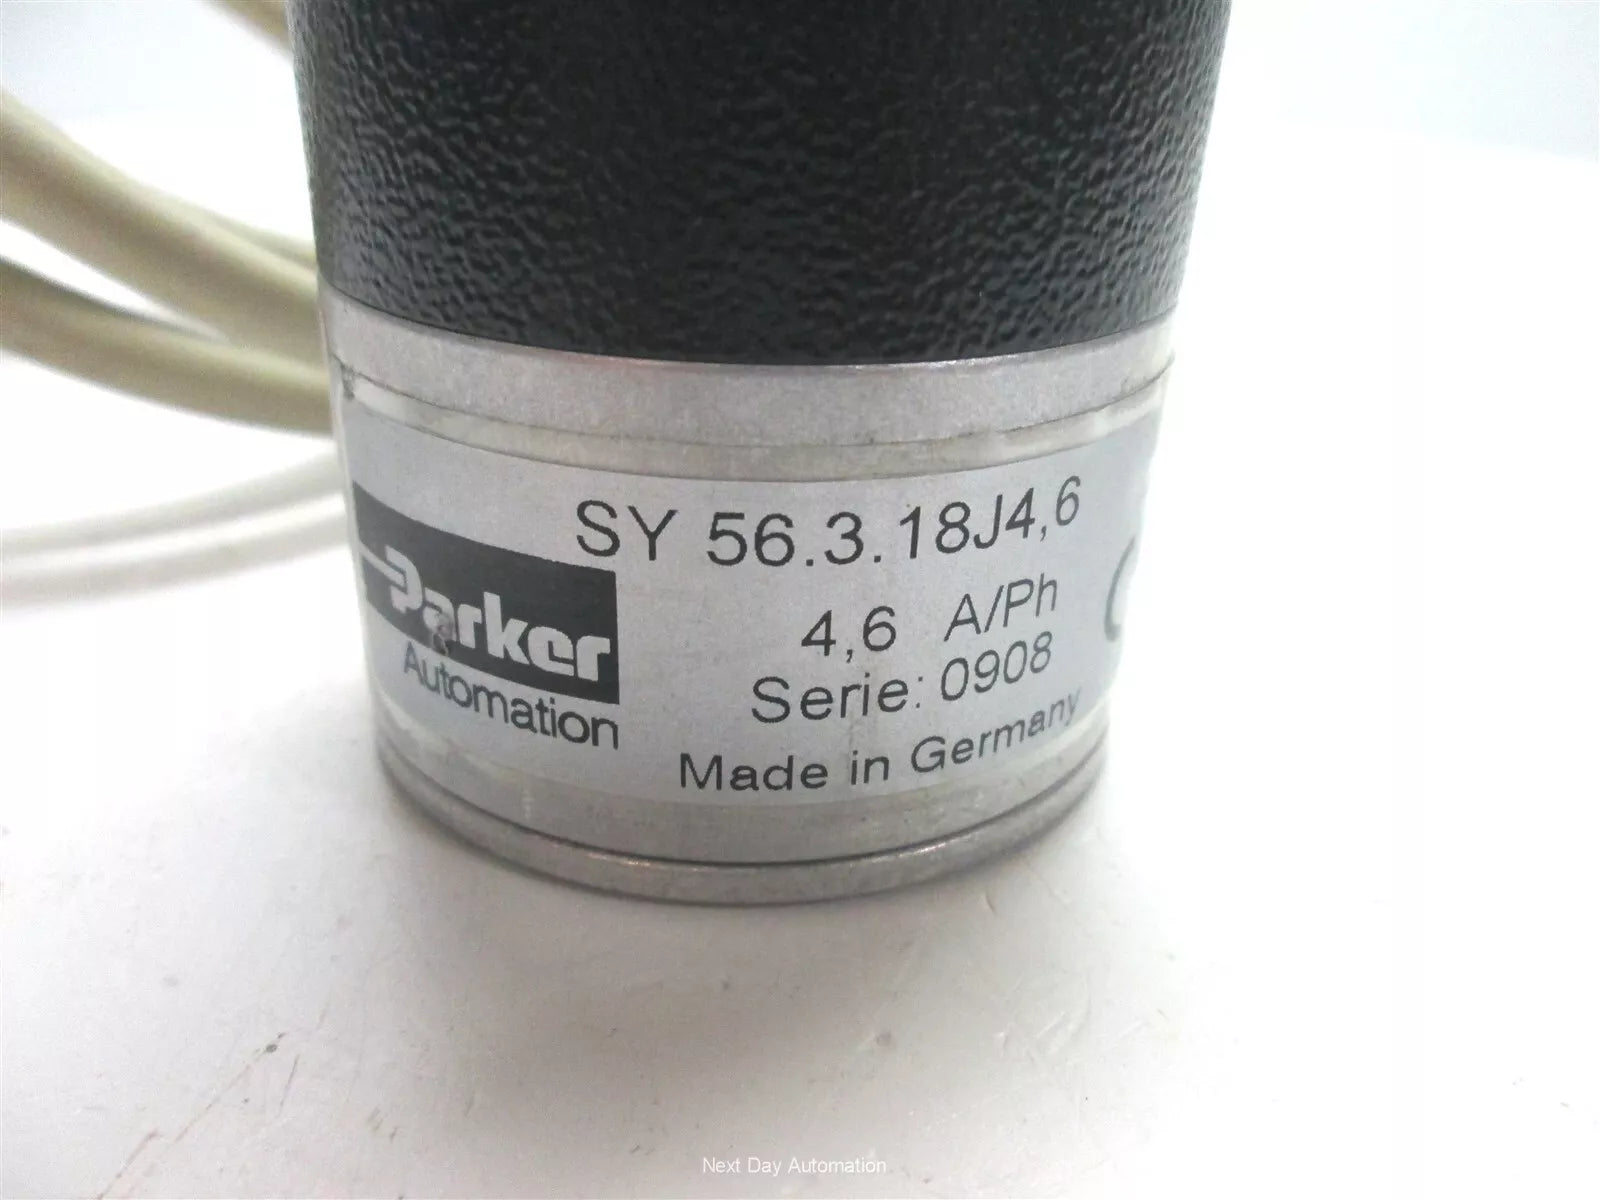 SY 56.3.18J4,6
Parker
Automation
4,6 A/Ph
Serie: 0908
Made in Germany
Next Day Automation